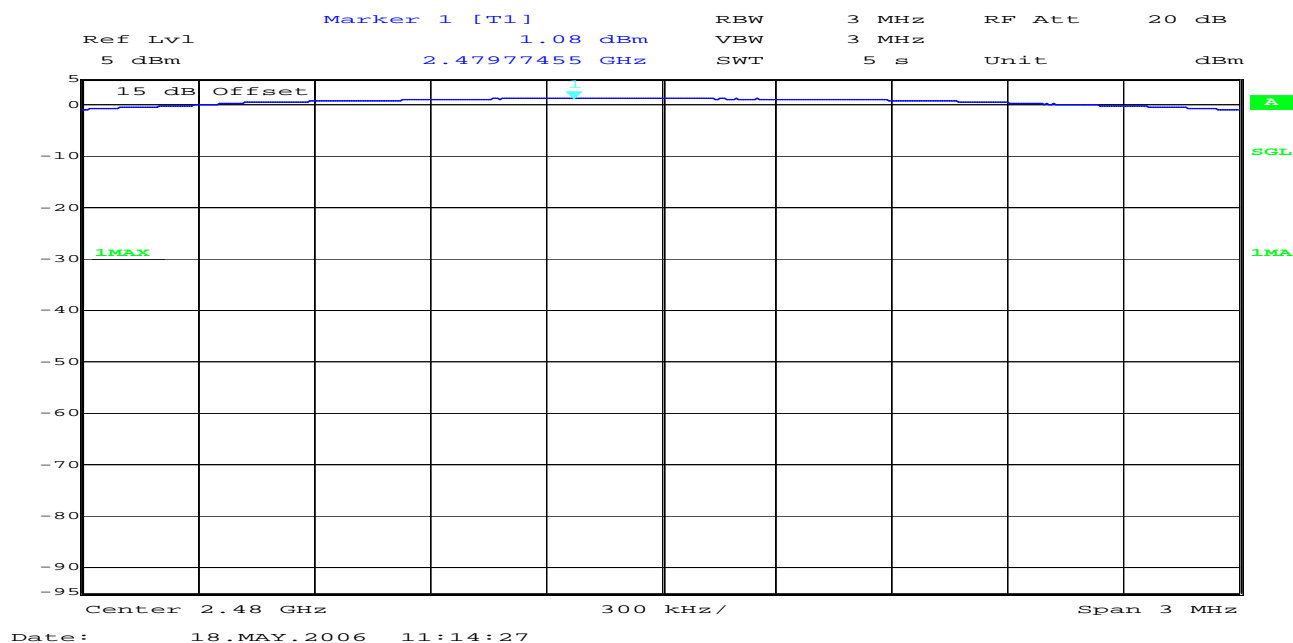 Marker 1 [T1] RBW 3 MHz RF Att 20 dB
Ref Lvl 1.08 dBm VBW 3 MHz
5 dBm 2.47977455 GHz SWT 5 s Unit dBm
5
15 dB Offset 1
0 A
-10 SGL
-20
1MAX 1MA
-30
-40
-50
-60
-70
-80
-90
-95
Center 2.48 GHz 300 kHz/ Span 3 MHz
Date: 18.MAY.2006 11:14:27